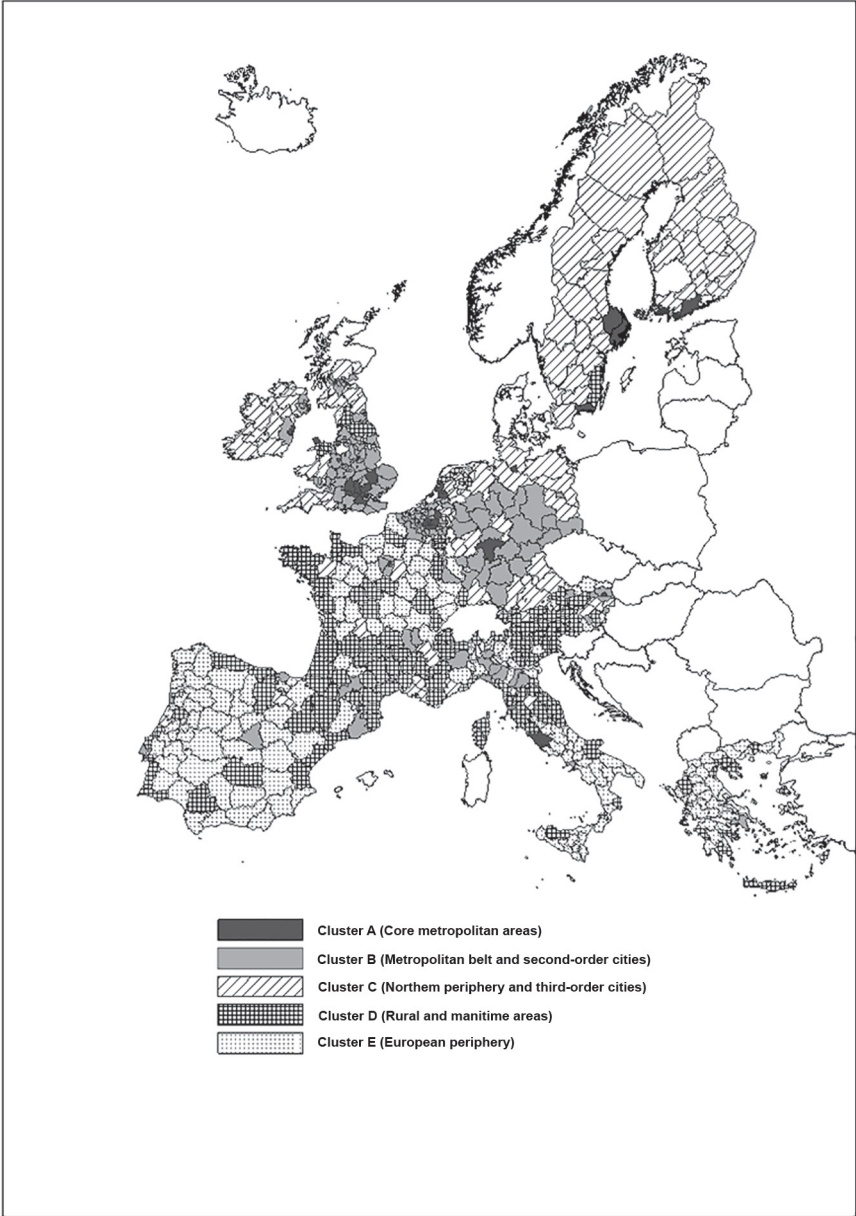 Cluster A (Core metropolitan areas)
Cluster B (Metropolitan belt and second-order cities)
Cluster C (Northem periphery and third-order cities)
Cluster D (Rural and manitime areas)
Cluster E (European periphery)